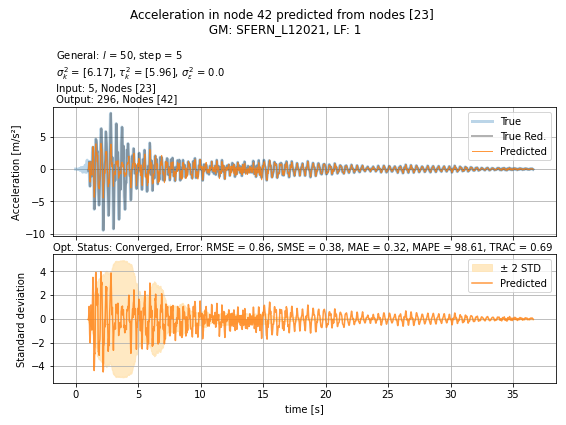 Acceleration in node 42 predicted from nodes [23]
GM: SFERN_L12021, LF: 1
General: l = 50, step = 5
σ²ₖ = [6.17], τ²ₖ = [5.96], σ²ₑ = 0.0
Input: 5, Nodes [23]
Output: 296, Nodes [42]
Acceleration [m/s²]
5
0
−5
−10
True
True Red.
Predicted
Opt. Status: Converged, Error: RMSE = 0.86, SMSE = 0.38, MAE = 0.32, MAPE = 98.61, TRAC = 0.69
Standard deviation
4
2
0
−2
−4
± 2 STD
Predicted
0 5 10 15 20 25 30 35
time [s]